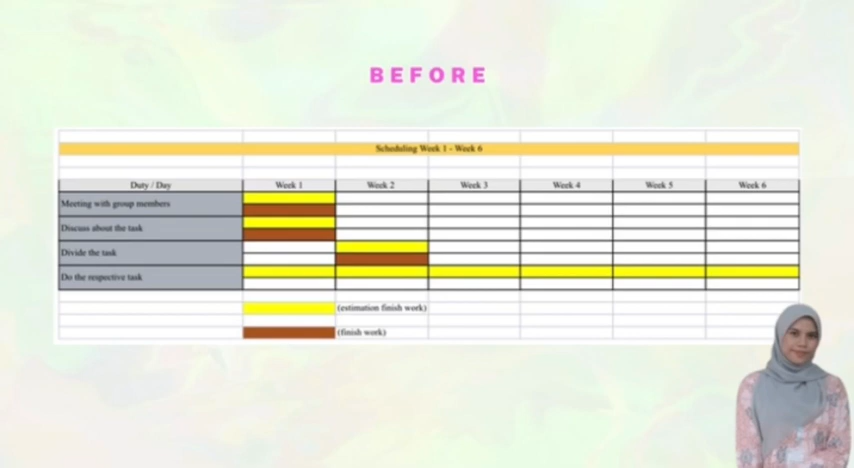 BEFORE
Scheduling Week 1 - Week 6
Duty / Day Week 1 Week 2 Week 3 Week 4 Week 5 Week 6
Meeting with group members
Discuss about the task
Divide the task
Do the respective task
(estimation finish work)
(finish work)